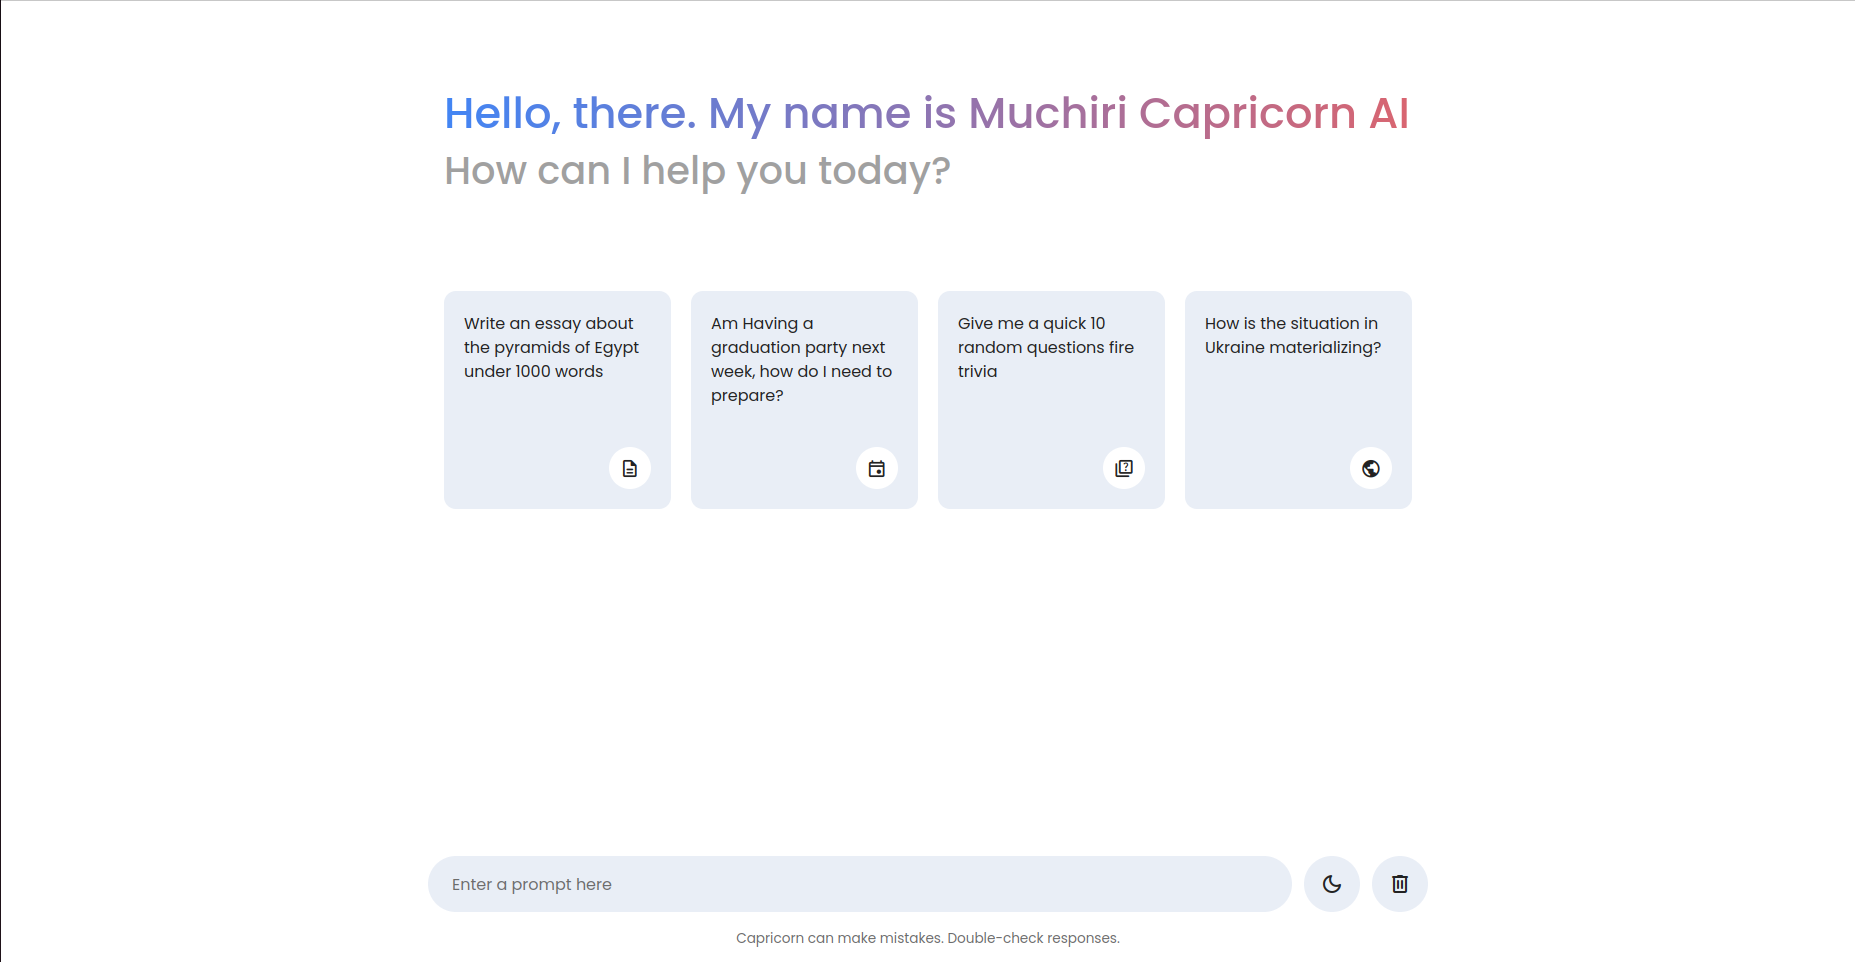 Hello, there. My name is Muchiri Capricorn AI
How can I help you today?
Write an essay about
the pyramids of Egypt
under 1000 words
Am Having a
graduation party next
week, how do I need to
prepare?
Give me a quick 10
random questions fire
trivia
How is the situation in
Ukraine materializing?
Enter a prompt here
Capricorn can make mistakes. Double-check responses.